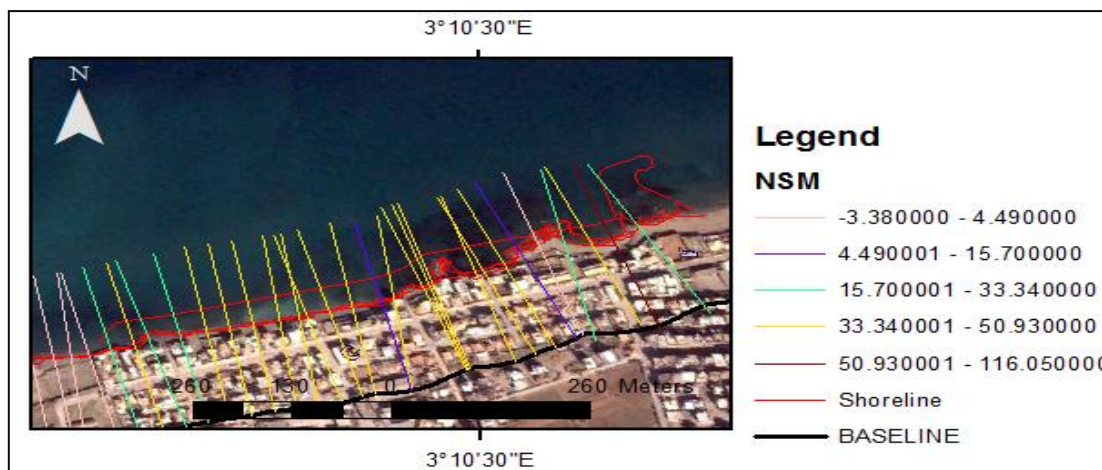 3°10'30"E
N
260 130 0 260 Meters
3°10'30"E
Legend
NSM
-3.380000 - 4.490000
4.490001 - 15.700000
15.700001 - 33.340000
33.340001 - 50.930000
50.930001 - 116.050000
Shoreline
BASELINE